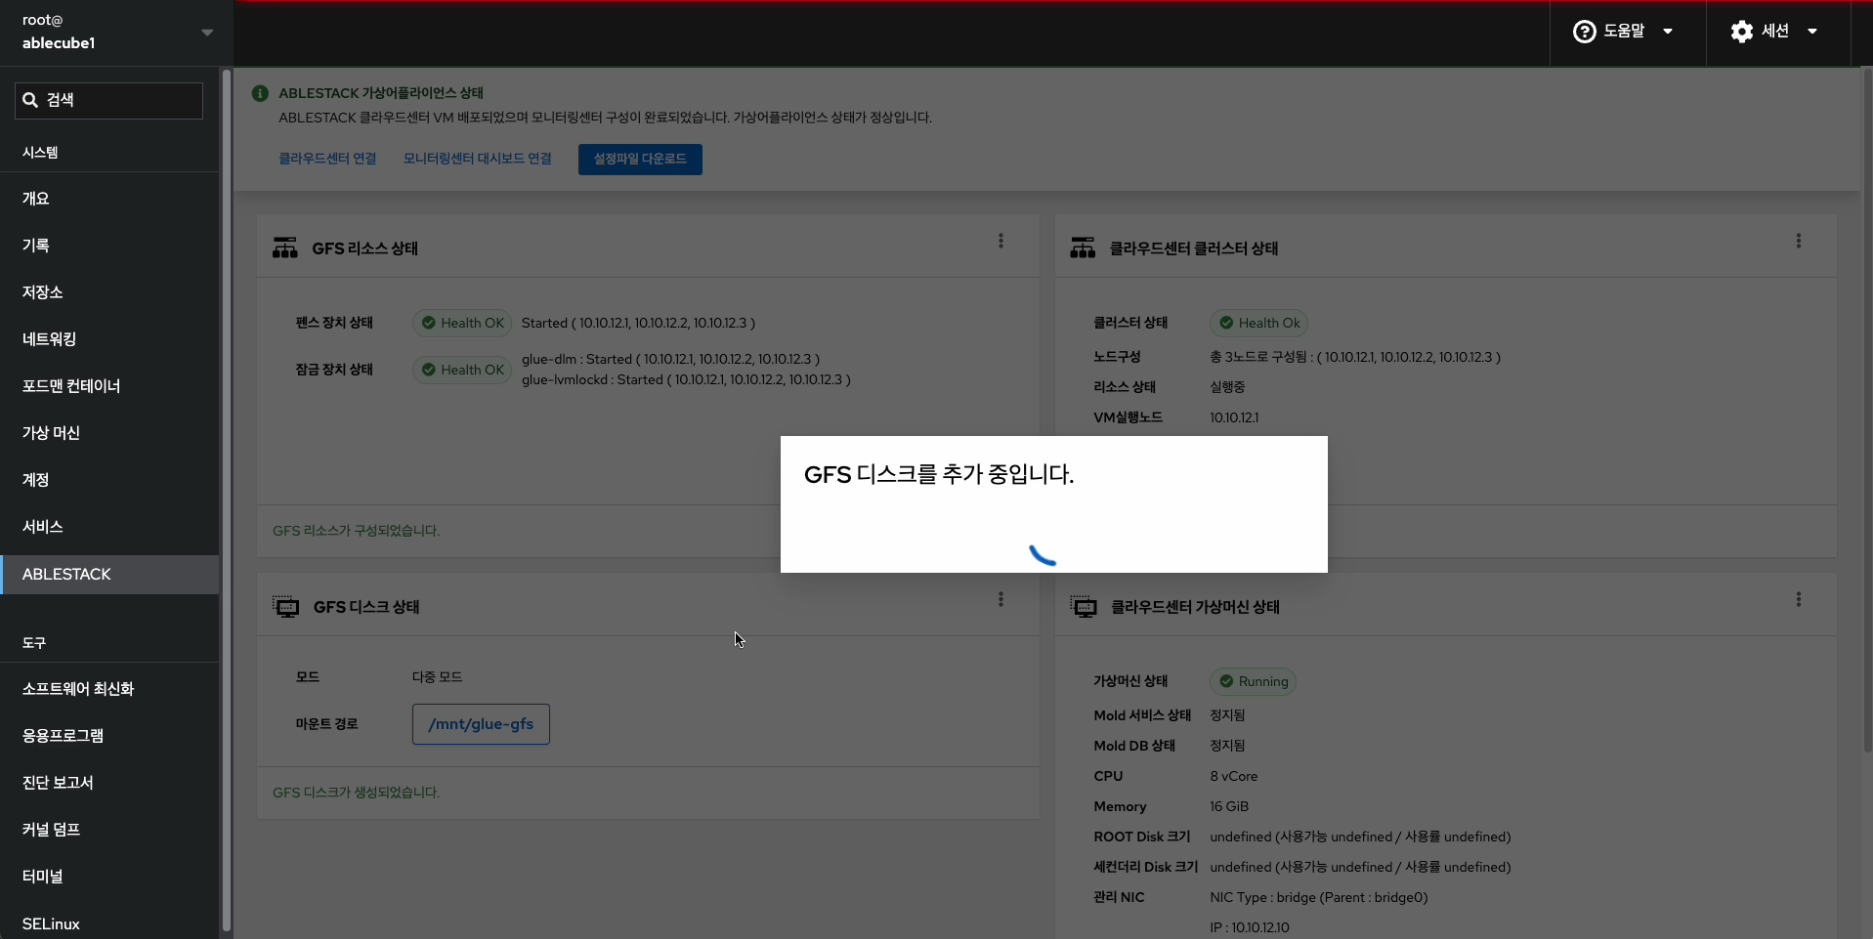 root@
ablecube1
도움말
세션
검색
시스템
개요
기록
저장소
네트워킹
포드맨 컨테이너
가상 머신
계정
서비스
ABLESTACK
도구
소프트웨어 최신화
응용프로그램
진단 보고서
커널 덤프
터미널
SELinux
ABLESTACK 가상어플라이언스 상태
ABLESTACK 클라우드센터 VM 배포되었으며 모니터링센터 구성이 완료되었습니다. 가상어플라이언스 상태가 정상입니다.
클라우드센터 연결 모니터링센터 대시보드 연결 설정파일 다운로드
GFS 리소스 상태
펜스 장치 상태 Health OK Started ( 10.10.12.1, 10.10.12.2, 10.10.12.3 )
잠금 장치 상태 Health OK glue-dlm : Started ( 10.10.12.1, 10.10.12.2, 10.10.12.3 )
glue-lvmlockd : Started ( 10.10.12.1, 10.10.12.2, 10.10.12.3 )
GFS 리소스가 구성되었습니다.
클라우드센터 클러스터 상태
클러스터 상태 Health Ok
노드구성 총 3노드로 구성됨 : ( 10.10.12.1, 10.10.12.2, 10.10.12.3 )
리소스 상태 실행중
VM실행노드 10.10.12.1
GFS 디스크를 추가 중입니다.
GFS 디스크 상태
모드 다중 모드
마운트 경로 /mnt/glue-gfs
GFS 디스크가 생성되었습니다.
클라우드센터 가상머신 상태
가상머신 상태 Running
Mold 서비스 상태 정지됨
Mold DB 상태 정지됨
CPU 8 vCore
Memory 16 GiB
ROOT Disk 크기 undefined (사용가능 undefined / 사용률 undefined)
세컨더리 Disk 크기 undefined (사용가능 undefined / 사용률 undefined)
관리 NIC NIC Type : bridge (Parent : bridge0)
IP : 10.10.12.10